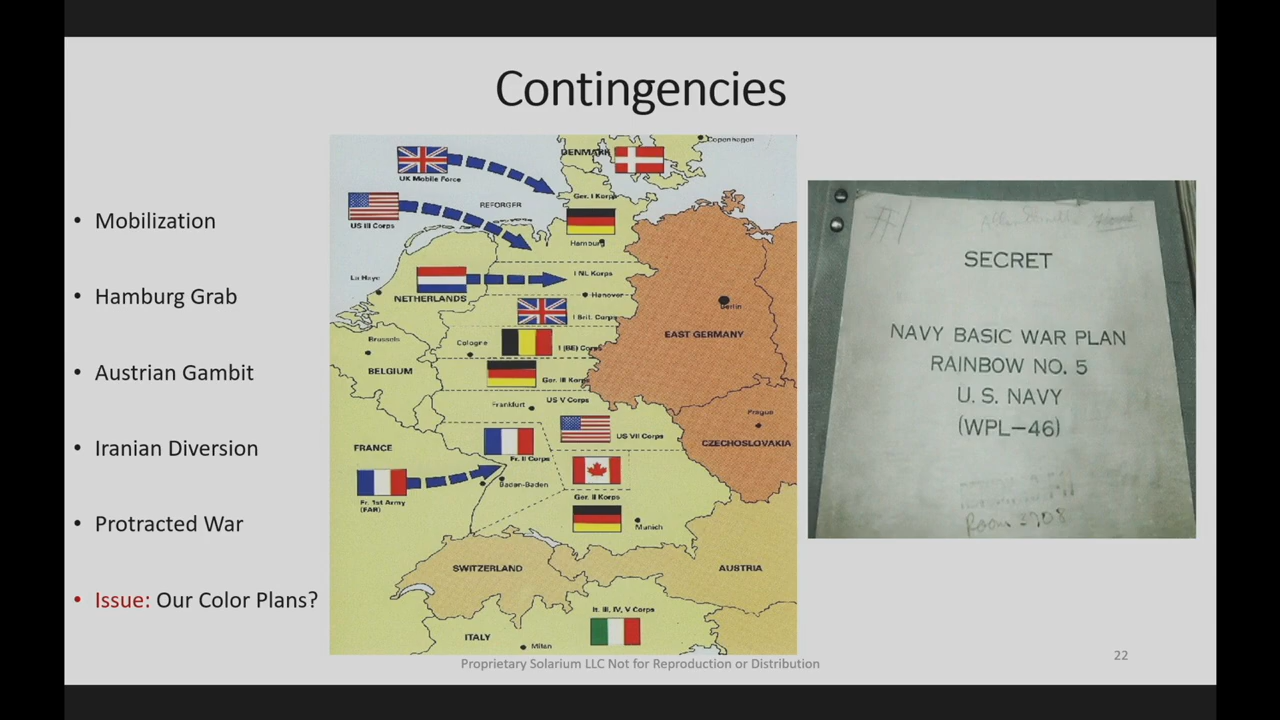 Contingencies
• Mobilization
• Hamburg Grab
• Austrian Gambit
• Iranian Diversion
• Protracted War
• Issue: Our Color Plans?
Copenhagen
DENMARK
UK Mobile Force
Ger. I Korps
US III Corps
REFORGER
Hamburg
La Haye
I NL Korps
NETHERLANDS
Hanover
Berlin
I Brit. Corps
EAST GERMANY
Brussels
Cologne
I (BE) Corps
BELGIUM
Ger. III Korps
Frankfurt
US V Corps
Prague
US VII Corps
CZECHOSLOVAKIA
FRANCE
Fr. II Corps
Baden-Baden
Ger. II Korps
Fr. 1st Army
(FAR)
Munich
SWITZERLAND
AUSTRIA
It. III, IV, V Corps
ITALY
Milan
#1
SECRET
NAVY BASIC WAR PLAN
RAINBOW NO. 5
U. S. NAVY
(WPL-46)
Room 3708
Proprietary Solarium LLC Not for Reproduction or Distribution
22